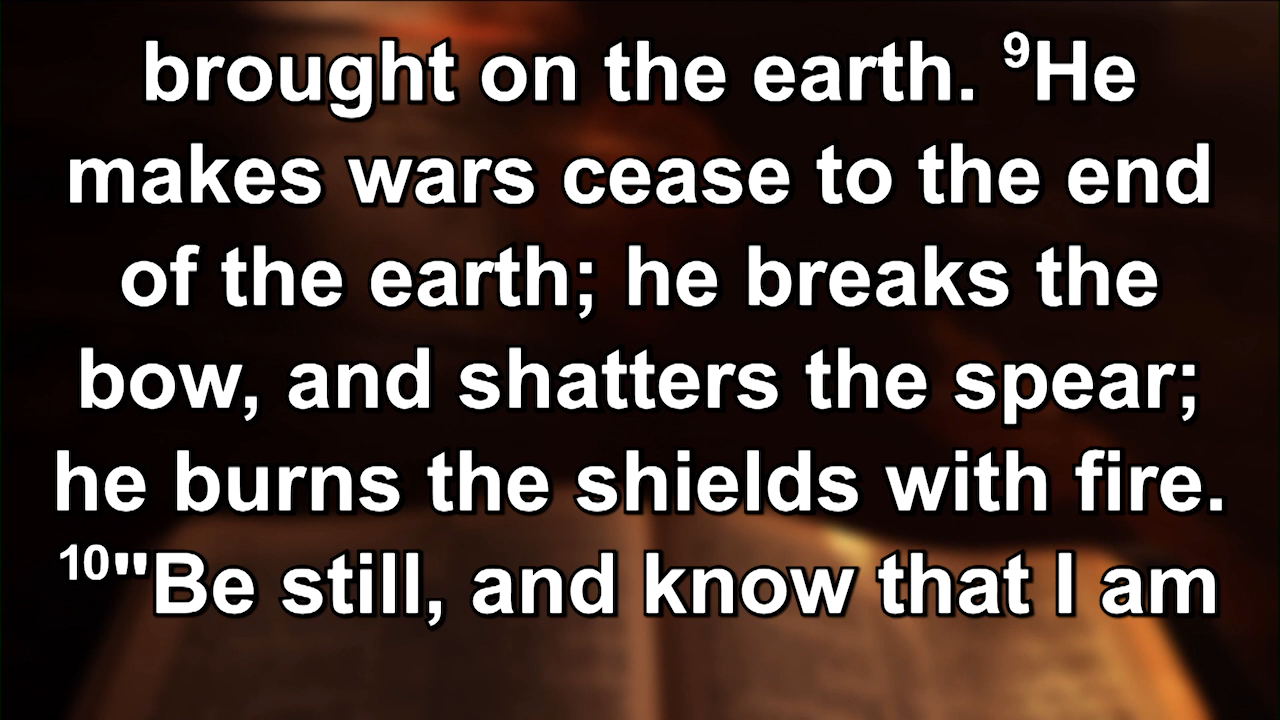 brought on the earth. ⁹He
makes wars cease to the end
of the earth; he breaks the
bow, and shatters the spear;
he burns the shields with fire.
¹⁰"Be still, and know that I am